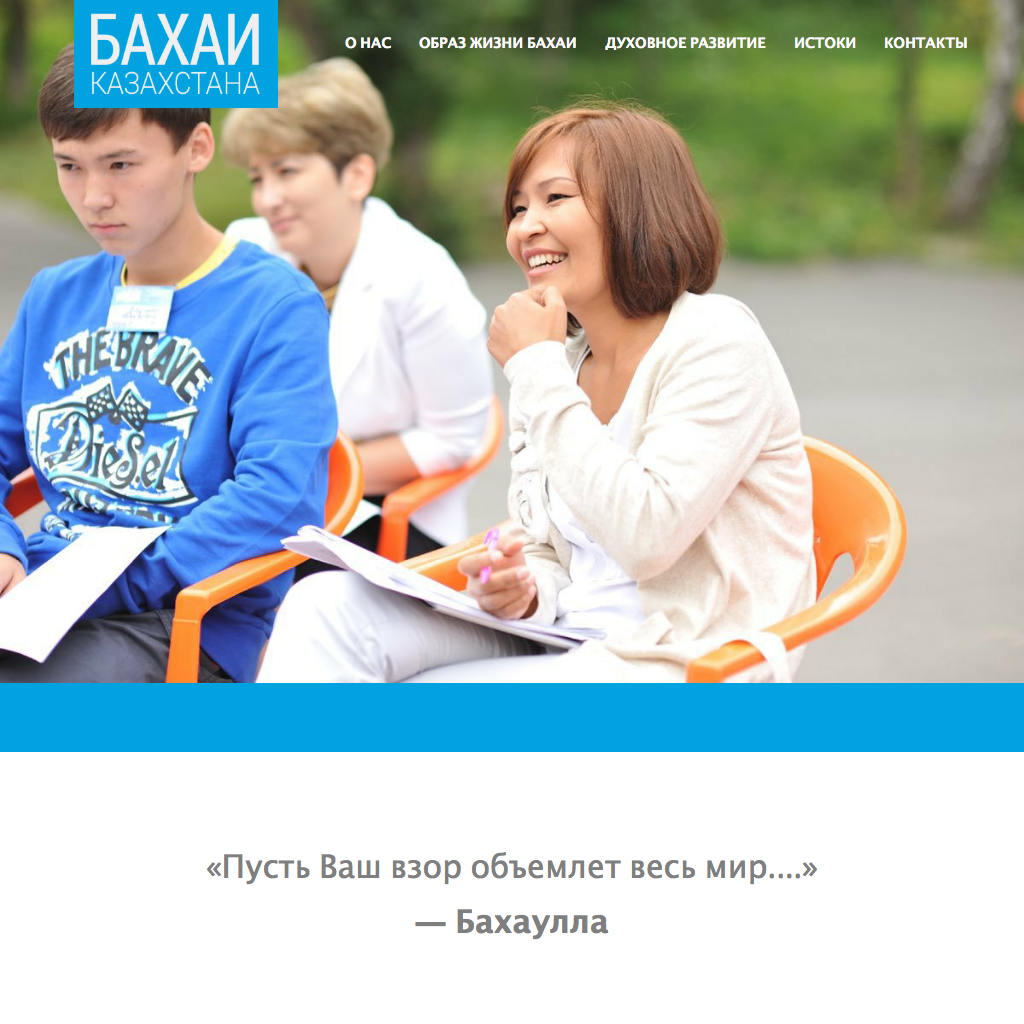 БАХАИ
КАЗАХСТАНА
О НАС ОБРАЗ ЖИЗНИ БАХАИ ДУХОВНОЕ РАЗВИТИЕ ИСТОКИ КОНТАКТЫ
THE BRAVE
DieSel
«Пусть Ваш взор объемлет весь мир....»
— Бахаулла